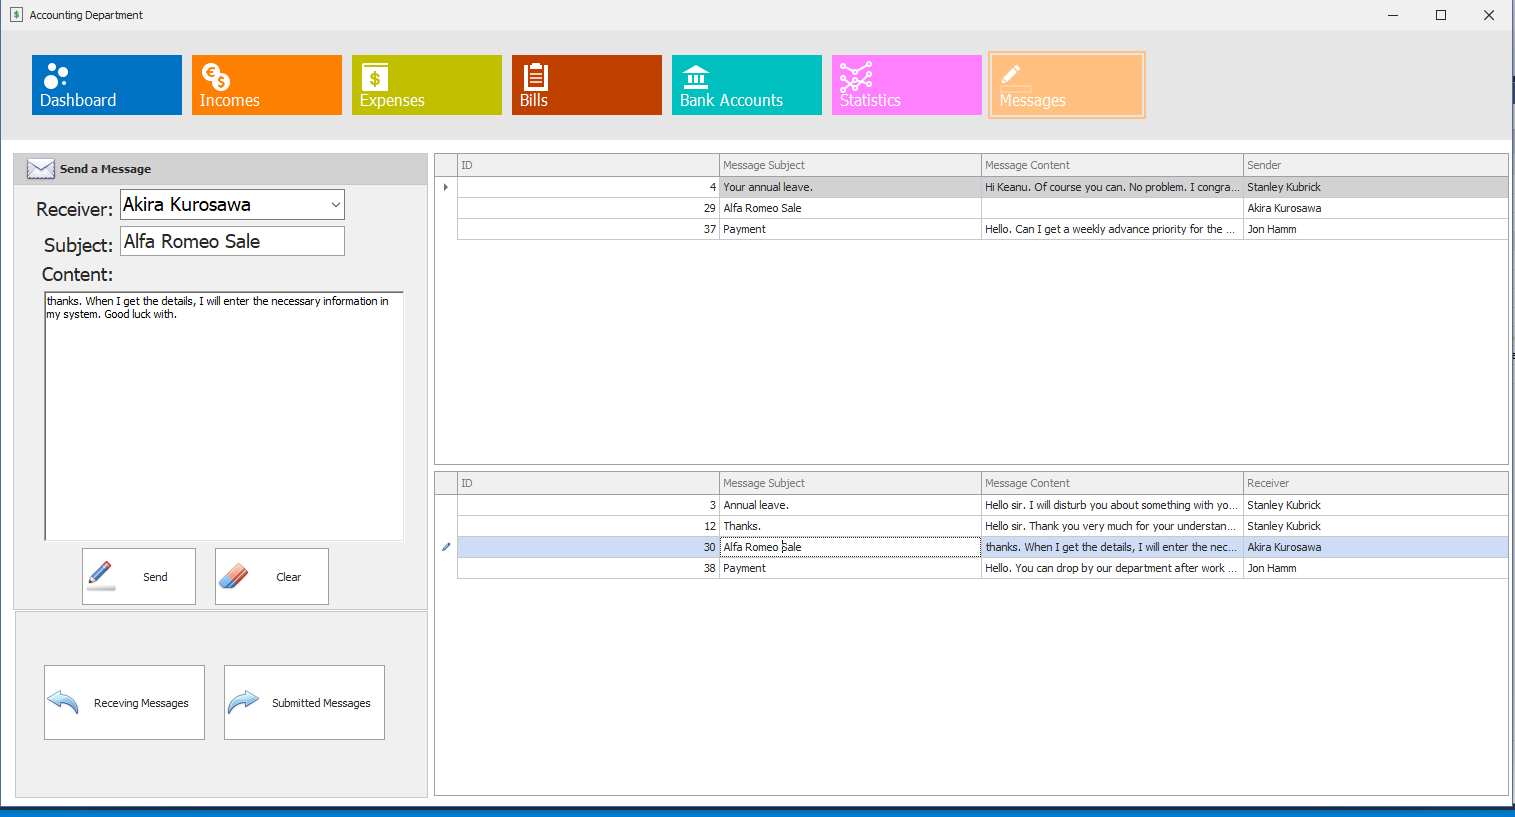 Accounting Department
Dashboard
Incomes
Expenses
Bills
Bank Accounts
Statistics
Messages
Send a Message
Receiver: Akira Kurosawa
Subject: Alfa Romeo Sale
Content:
thanks. When I get the details, I will enter the necessary information in
my system. Good luck with.
Send
Clear
Receving Messages
Submitted Messages
ID Message Subject Message Content Sender
4 Your annual leave. Hi Keanu. Of course you can. No problem. I congra... Stanley Kubrick
29 Alfa Romeo Sale Akira Kurosawa
37 Payment Hello. Can I get a weekly advance priority for the ... Jon Hamm
ID Message Subject Message Content Receiver
3 Annual leave. Hello sir. I will disturb you about something with yo... Stanley Kubrick
12 Thanks. Hello sir. Thank you very much for your understan... Stanley Kubrick
30 Alfa Romeo Sale thanks. When I get the details, I will enter the nec... Akira Kurosawa
38 Payment Hello. You can drop by our department after work ... Jon Hamm